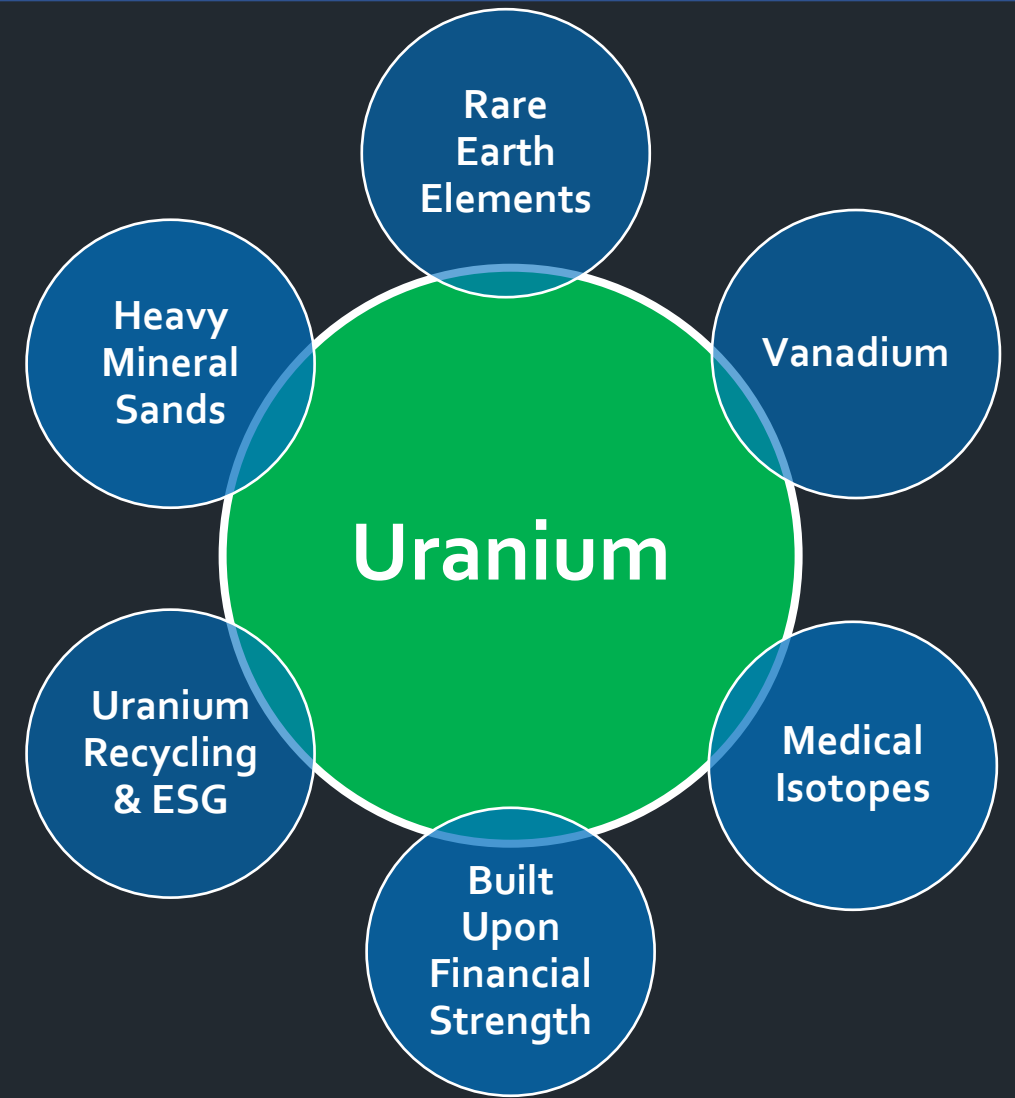 Rare
Earth
Elements
Heavy
Mineral
Sands
Vanadium
Uranium
Uranium
Recycling
& ESG
Medical
Isotopes
Built
Upon
Financial
Strength